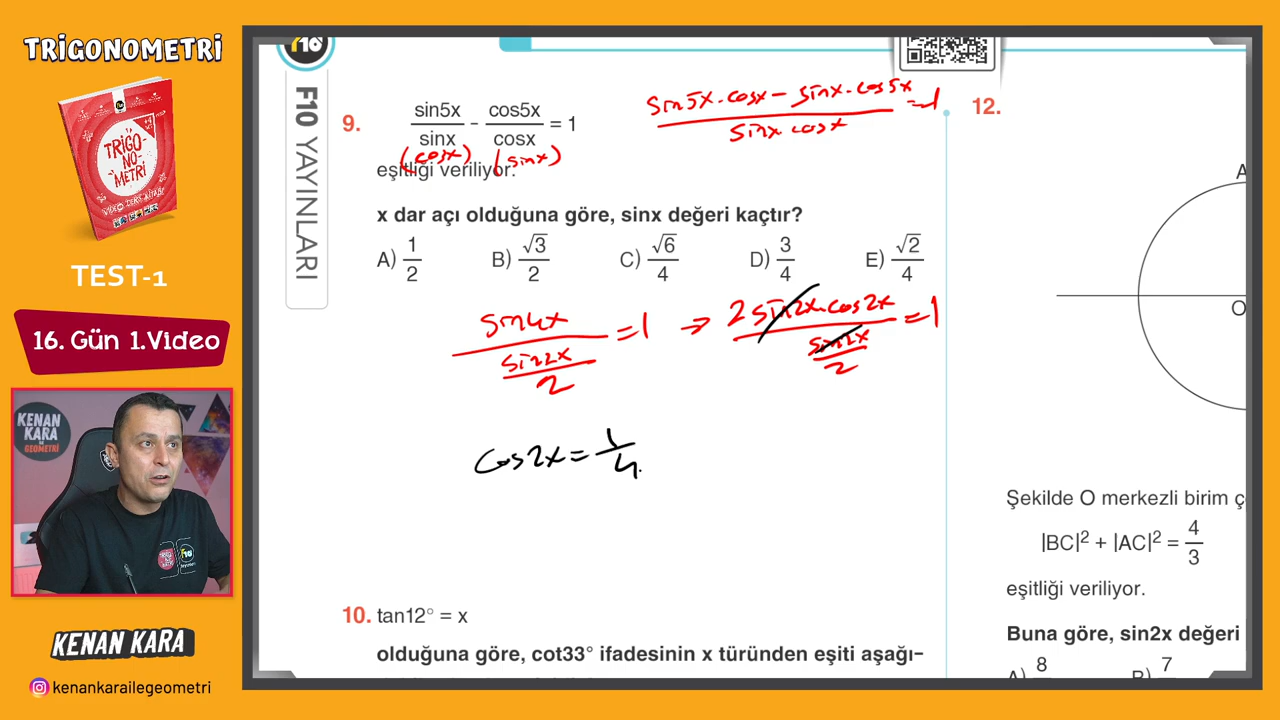 TRİGONOMETRİ
TRİGO-
NO-
METRİ
TEST-1
16. Gün 1.Video
KENAN
KARA
GEOMETRİ
KENAN KARA
kenankarailegeometri
F10
F10 YAYINLARI
9. sin5x/sinx - cos5x/cosx = 1
(cosx) (sinx)
sin5x·cosx - sinx·cos5x / sinx cosx = 1
eşitliği veriliyor.
x dar açı olduğuna göre, sinx değeri kaçtır?
A) 1/2 B) √3/2 C) √6/4 D) 3/4 E) √2/4
sin4x / (sin2x/2) = 1 → 2sin2x·cos2x / (sin2x/2) = 1
cos2x = 1/4
10. tan12° = x
olduğuna göre, cot33° ifadesinin x türünden eşiti aşağı-
12.
A
O
Şekilde O merkezli birim ç
|BC|² + |AC|² = 4/3
eşitliği veriliyor.
Buna göre, sin2x değeri
A) 8 B) 7